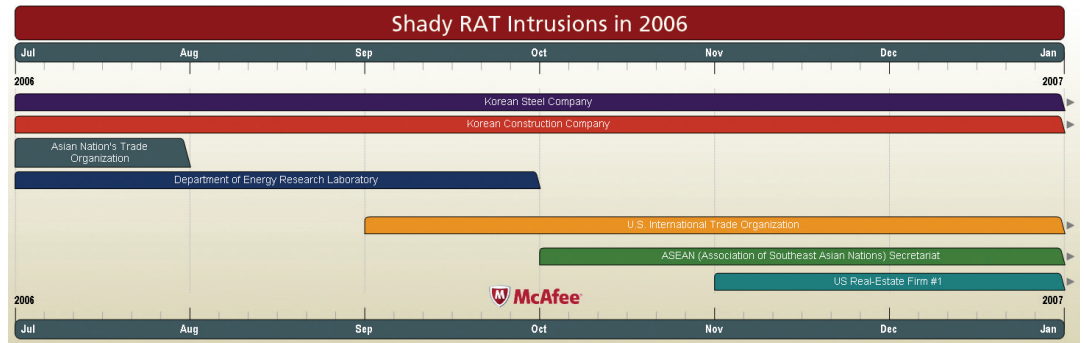 Shady RAT Intrusions in 2006
Jul Aug Sep Oct Nov Dec Jan
2006 2007
Korean Steel Company
Korean Construction Company
Asian Nation's Trade
Organization
Department of Energy Research Laboratory
U.S. International Trade Organization
ASEAN (Association of Southeast Asian Nations) Secretariat
US Real-Estate Firm #1
2006 McAfee 2007
Jul Aug Sep Oct Nov Dec Jan